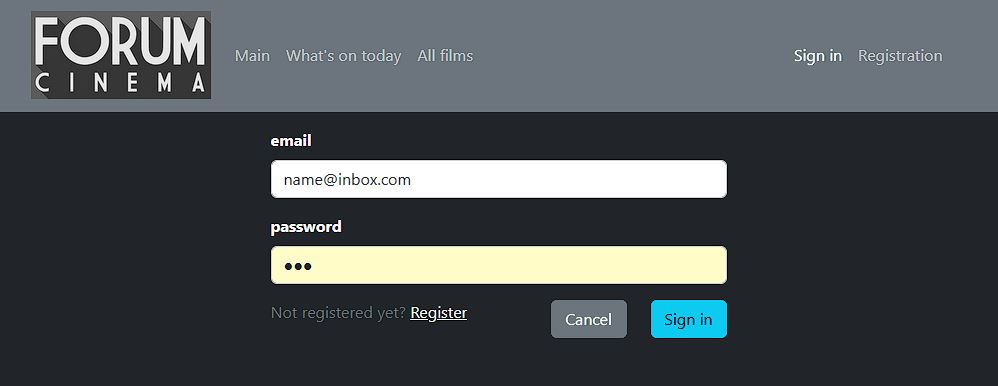 FORUM
CINEMA
Main What's on today All films Sign in Registration
email
name@inbox.com
password
●●●
Not registered yet? Register Cancel Sign in